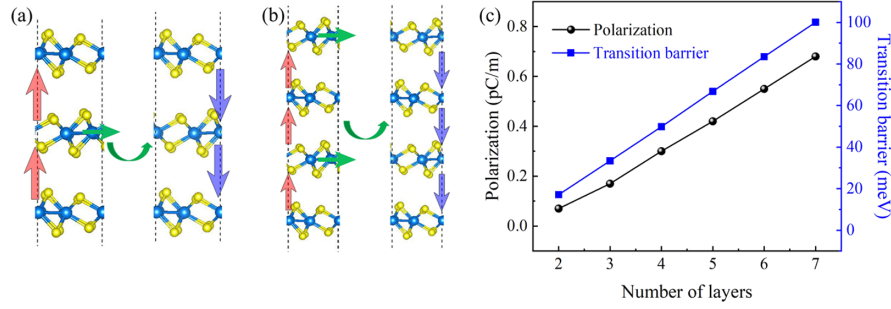 (a)
(b)
(c)
Polarization
Transition barrier
0.8
0.6
0.4
0.2
0.0
Polarization (pC/m)
100
80
60
40
20
0
Transition barrier (meV)
2 3 4 5 6 7
Number of layers